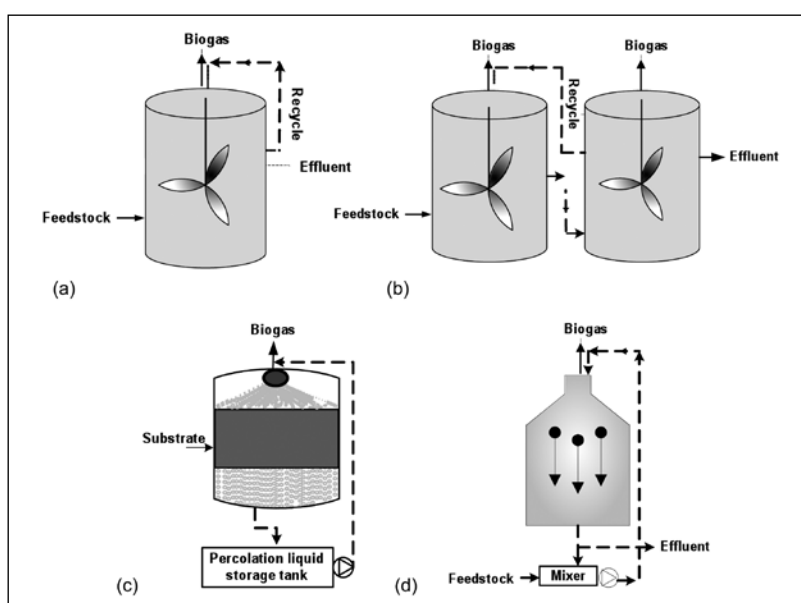 Biogas
Recycle
Effluent
Feedstock
(a)
Biogas
Biogas
Recycle
Effluent
Feedstock
(b)
Biogas
Substrate
Percolation liquid
storage tank
(c)
Biogas
Effluent
Feedstock
Mixer
(d)